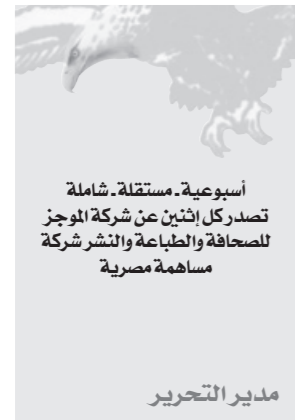 أسبوعية ـ مستقلة ـ شاملة
تصدر كل إثنين عن شركة الموجز
للصحافة والطباعة والنشر شركة
مساهمة مصرية
مدير التحرير